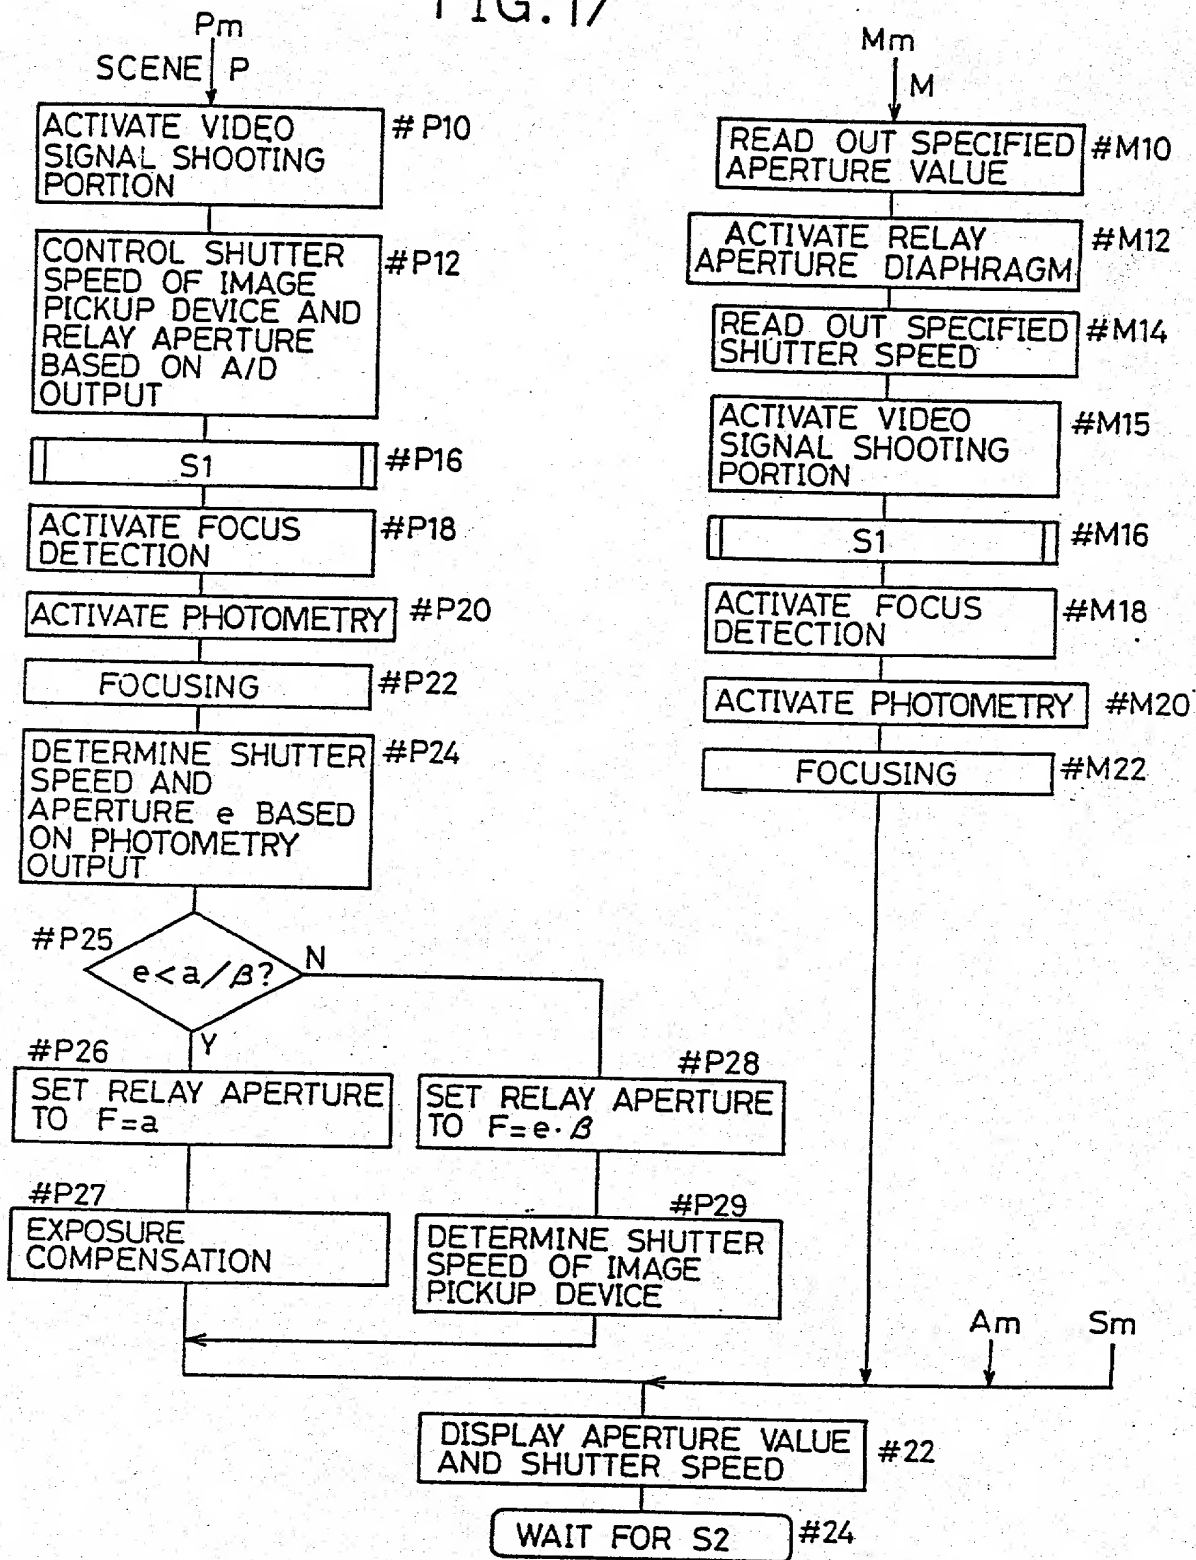 FIG. 17
Pm
SCENE P
ACTIVATE VIDEO
SIGNAL SHOOTING
PORTION
#P10
CONTROL SHUTTER
SPEED OF IMAGE
PICKUP DEVICE AND
RELAY APERTURE
BASED ON A/D
OUTPUT
#P12
S1
#P16
ACTIVATE FOCUS
DETECTION
#P18
ACTIVATE PHOTOMETRY
#P20
FOCUSING
#P22
DETERMINE SHUTTER
SPEED AND
APERTURE e BASED
ON PHOTOMETRY
OUTPUT
#P24
#P25
e<a/β?
N
Y
#P26
SET RELAY APERTURE
TO F=a
#P27
EXPOSURE
COMPENSATION
#P28
SET RELAY APERTURE
TO F=e·β
#P29
DETERMINE SHUTTER
SPEED OF IMAGE
PICKUP DEVICE
Mm
M
READ OUT SPECIFIED
APERTURE VALUE
#M10
ACTIVATE RELAY
APERTURE DIAPHRAGM
#M12
READ OUT SPECIFIED
SHUTTER SPEED
#M14
ACTIVATE VIDEO
SIGNAL SHOOTING
PORTION
#M15
S1
#M16
ACTIVATE FOCUS
DETECTION
#M18
ACTIVATE PHOTOMETRY
#M20
FOCUSING
#M22
Am
Sm
DISPLAY APERTURE VALUE
AND SHUTTER SPEED
#22
WAIT FOR S2
#24